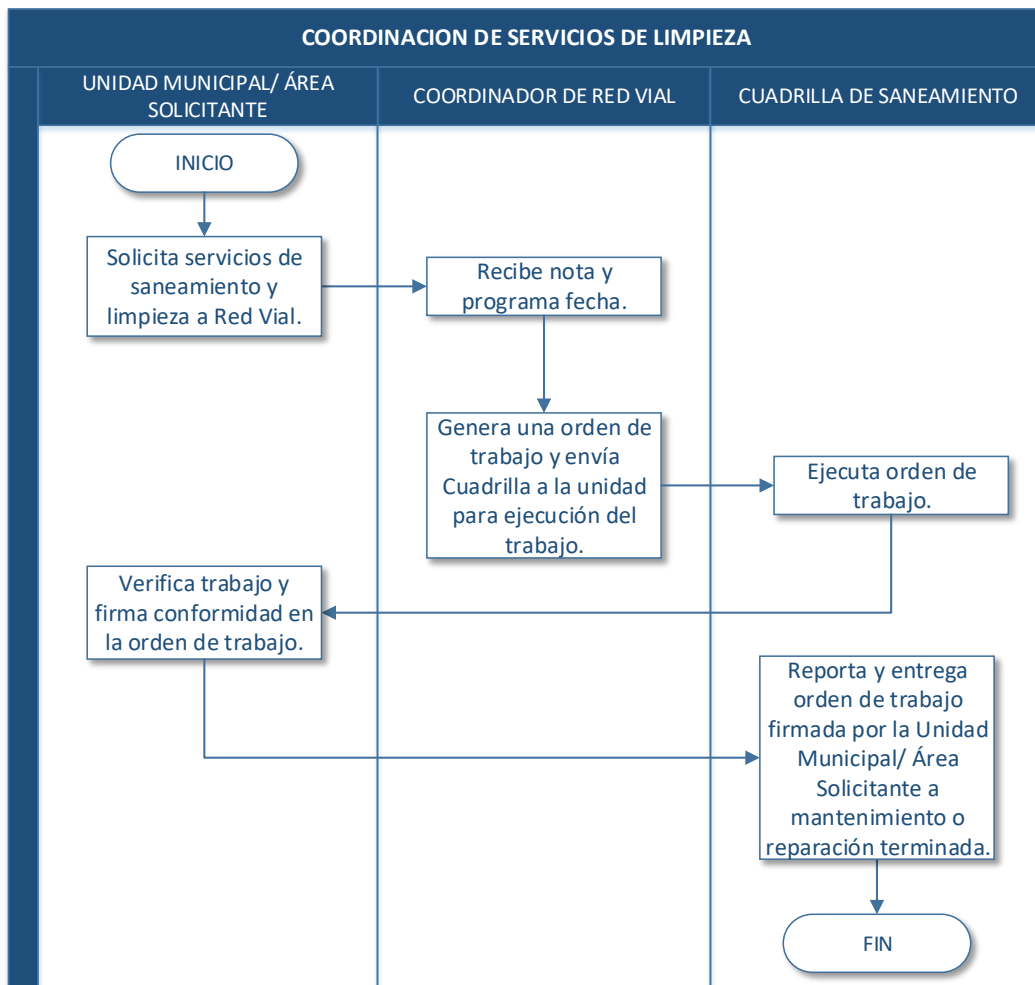 COORDINACION DE SERVICIOS DE LIMPIEZA
UNIDAD MUNICIPAL/ ÁREA
SOLICITANTE
COORDINADOR DE RED VIAL
CUADRILLA DE SANEAMIENTO
INICIO
Solicita servicios de
saneamiento y
limpieza a Red Vial.
Recibe nota y
programa fecha.
Genera una orden de
trabajo y envía
Cuadrilla a la unidad
para ejecución del
trabajo.
Ejecuta orden de
trabajo.
Verifica trabajo y
firma conformidad en
la orden de trabajo.
Reporta y entrega
orden de trabajo
firmada por la Unidad
Municipal/ Área
Solicitante a
mantenimiento o
reparación terminada.
FIN